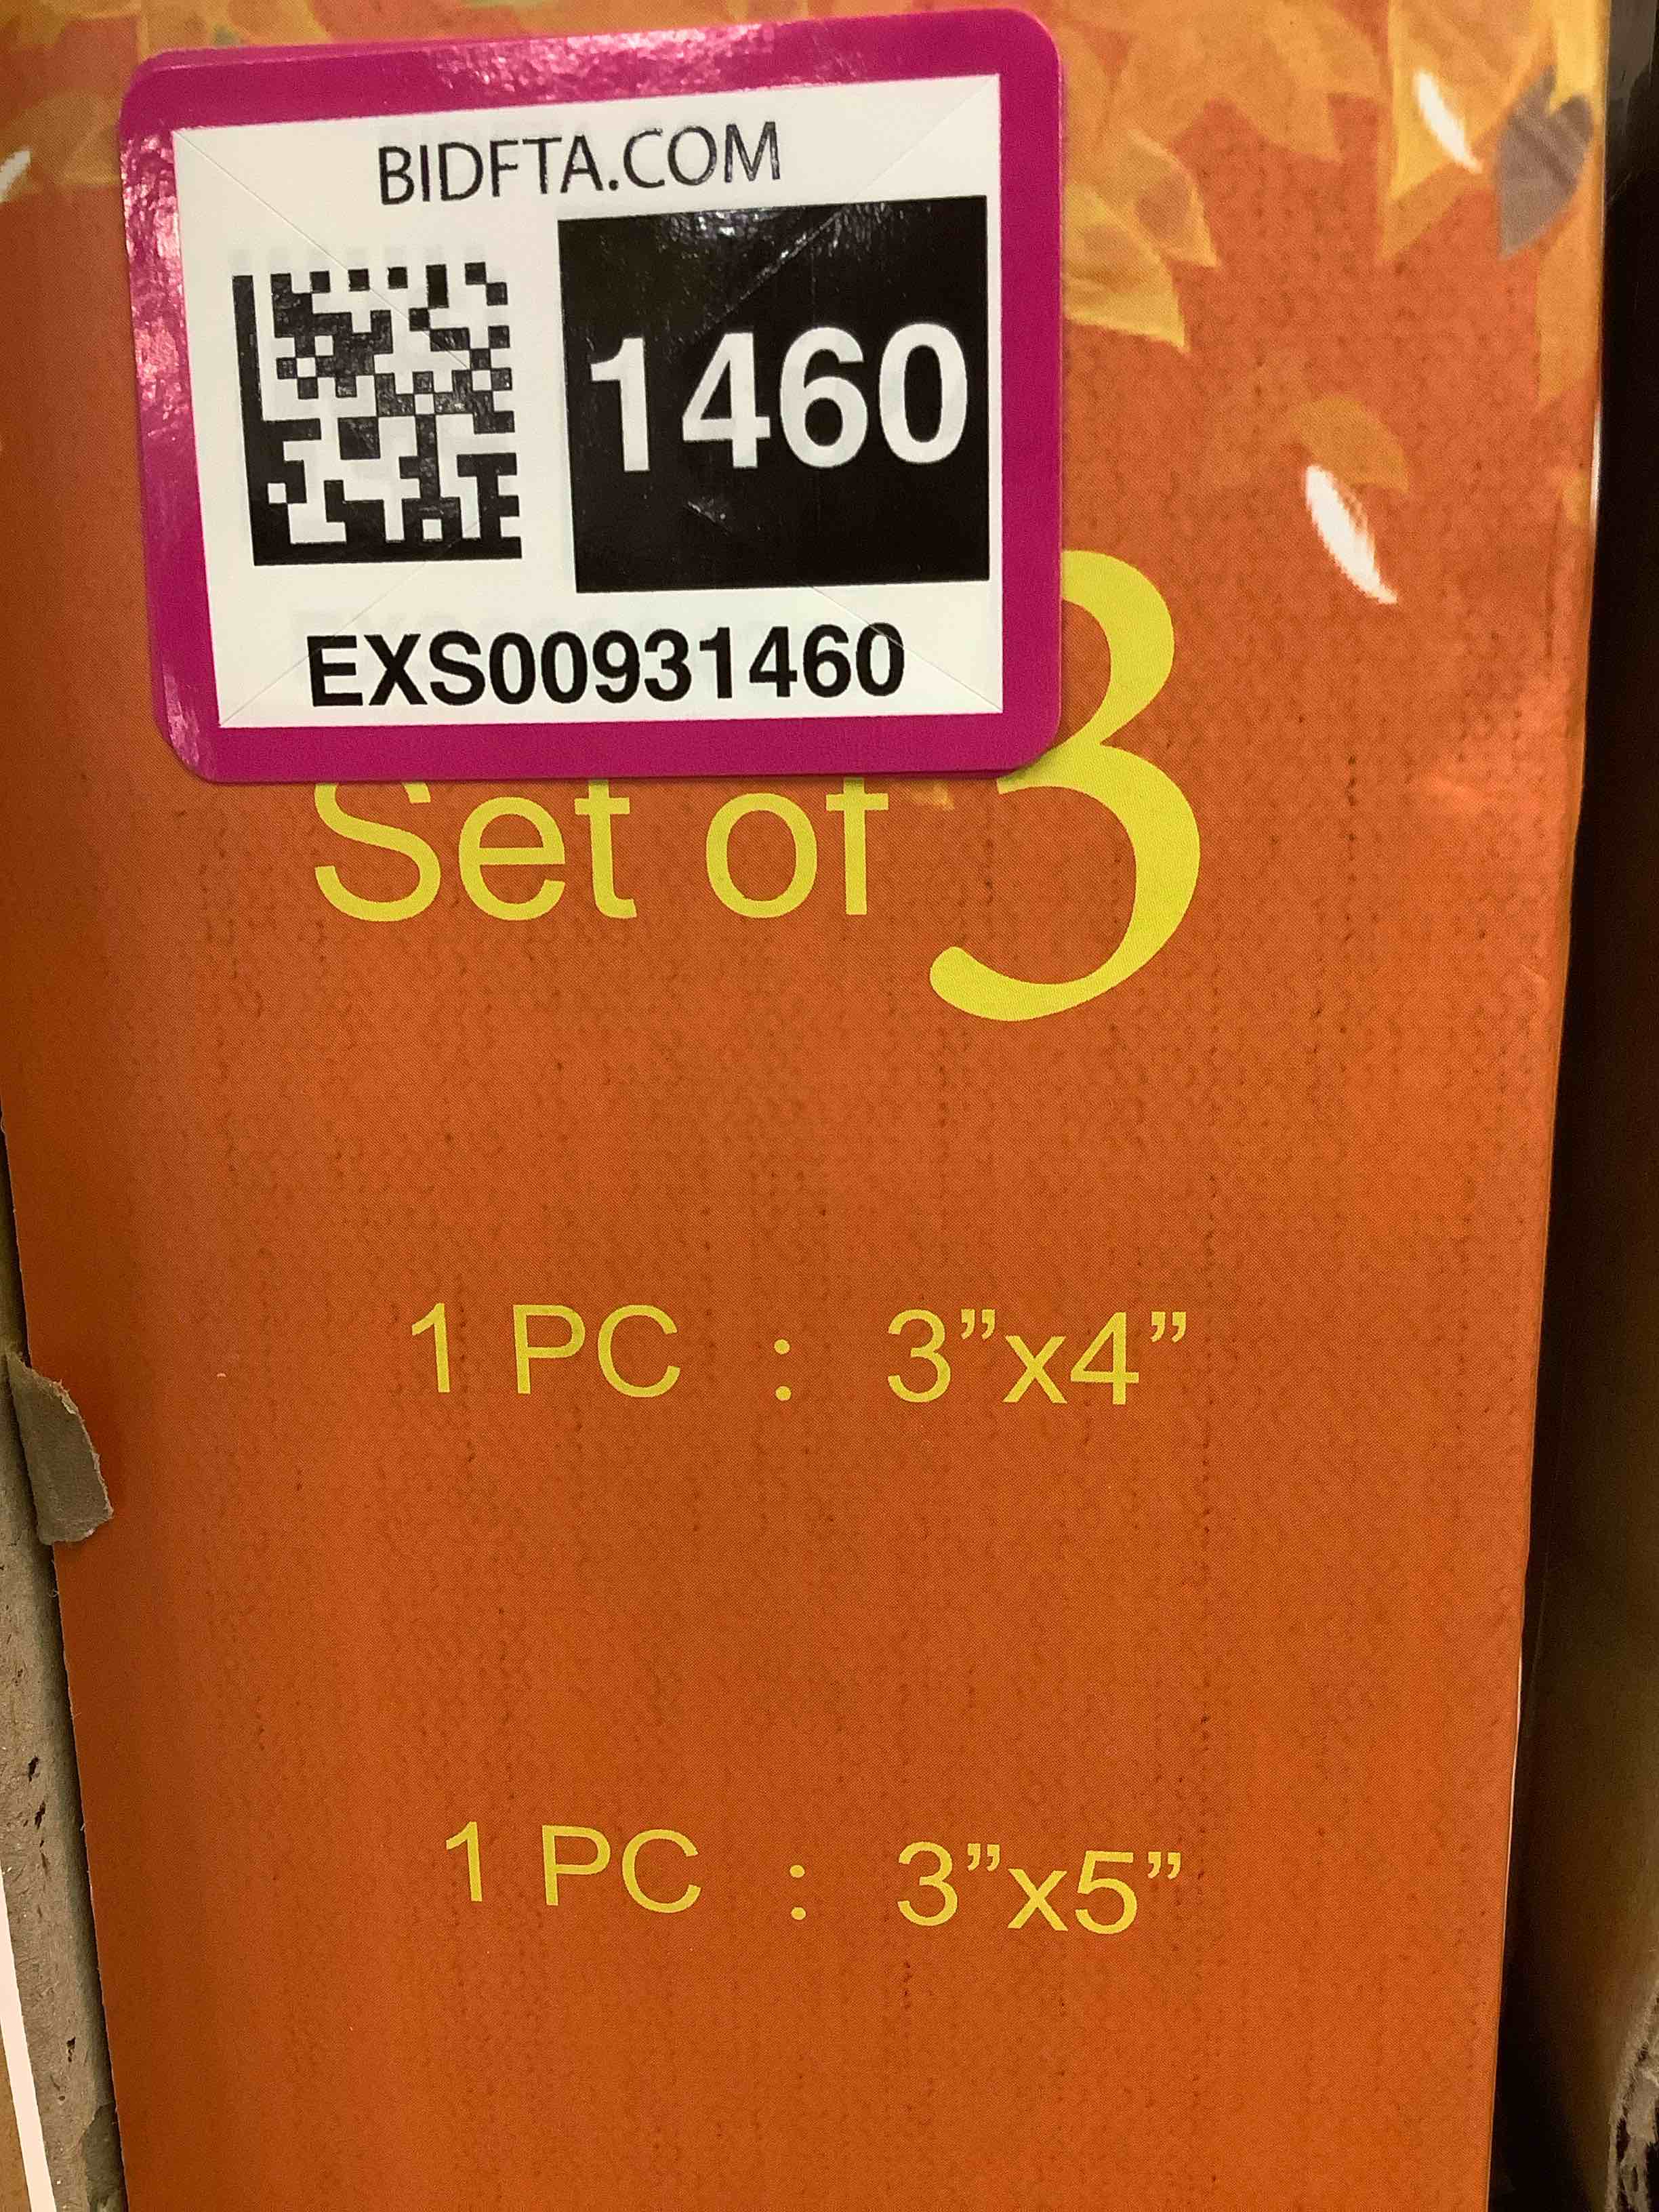 BIDFTA.COM
1460
EXS00931460
Set of 3
1 PC : 3”x4”
1 PC : 3”x5”